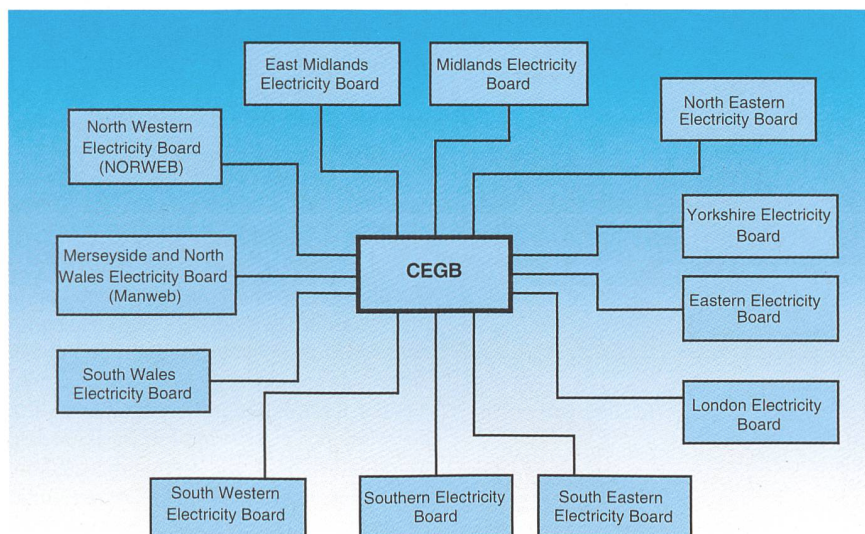 East Midlands
Electricity Board
Midlands Electricity
Board
North Eastern
Electricity Board
North Western
Electricity Board
(NORWEB)
Yorkshire Electricity
Board
Merseyside and North
Wales Electricity Board
(Manweb)
CEGB
Eastern Electricity
Board
South Wales
Electricity Board
London Electricity
Board
South Western
Electricity Board
Southern Electricity
Board
South Eastern
Electricity Board